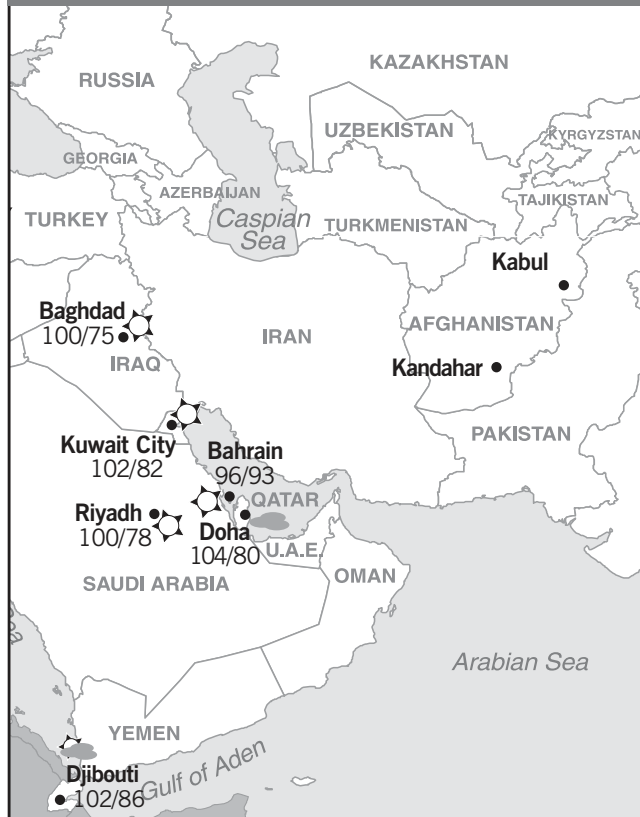 KAZAKHSTAN
RUSSIA
UZBEKISTAN
KYRGYZSTAN
GEORGIA
AZERBAIJAN
TAJIKISTAN
TURKEY
Caspian
Sea
TURKMENISTAN
Kabul
Baghdad
100/75
IRAQ
IRAN
AFGHANISTAN
Kandahar
Kuwait City
102/82
PAKISTAN
Bahrain
96/93
QATAR
Riyadh
100/78
Doha
104/80
U.A.E.
OMAN
SAUDI ARABIA
Arabian Sea
YEMEN
Gulf of Aden
Djibouti
102/86